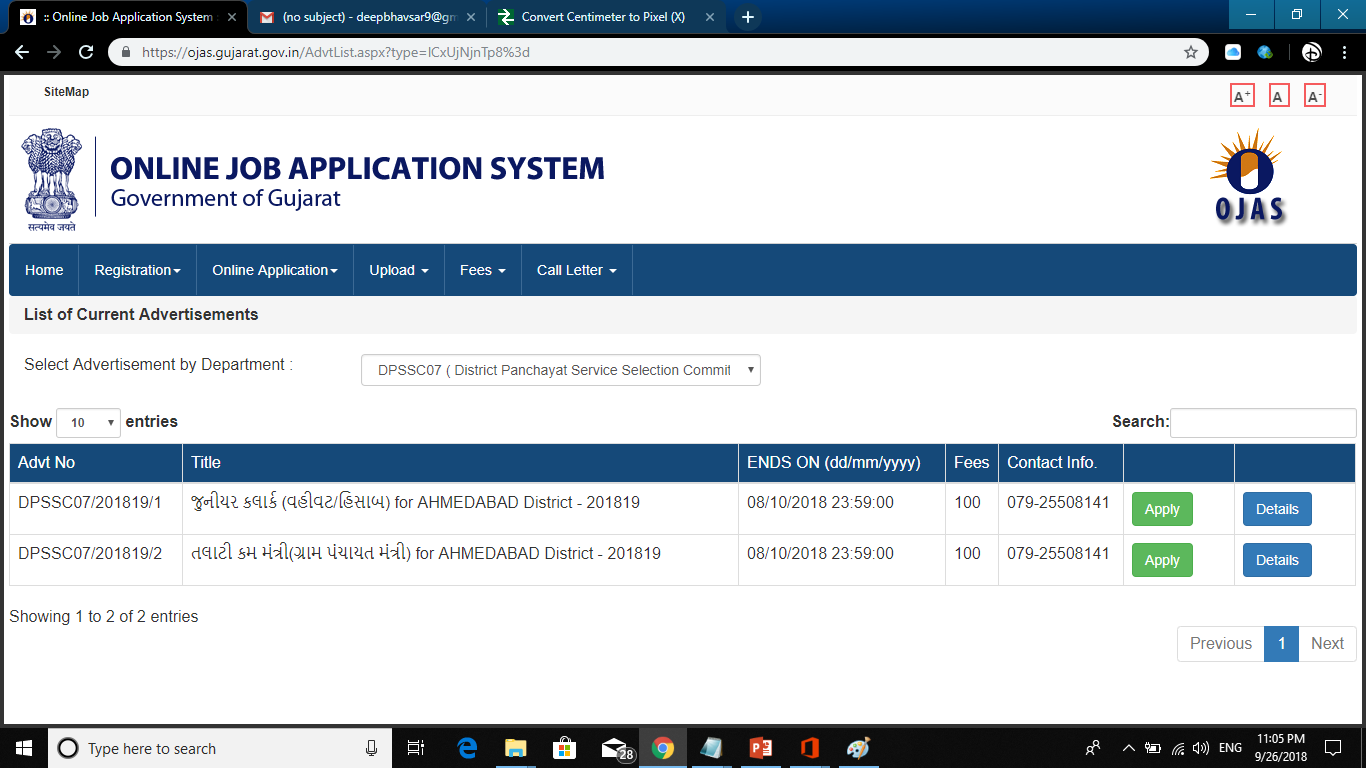 :: Online Job Application System :
(no subject) - deepbhavsar9@gm
Convert Centimeter to Pixel (X)
https://ojas.gujarat.gov.in/AdvtList.aspx?type=lCxUjNjnTp8%3d
SiteMap
A+ A A-
सत्यमेव जयते
ONLINE JOB APPLICATION SYSTEM
Government of Gujarat
OJAS
Home Registration Online Application Upload Fees Call Letter
List of Current Advertisements
Select Advertisement by Department : DPSSC07 ( District Panchayat Service Selection Commit
Show 10 entries Search:
Advt No Title ENDS ON (dd/mm/yyyy) Fees Contact Info.
DPSSC07/201819/1 જુનીયર કલાર્ક (વહીવટ/હિસાબ) for AHMEDABAD District - 201819 08/10/2018 23:59:00 100 079-25508141 Apply Details
DPSSC07/201819/2 તલાટી કમ મંત્રી(ગ્રામ પંચાયત મંત્રી) for AHMEDABAD District - 201819 08/10/2018 23:59:00 100 079-25508141 Apply Details
Showing 1 to 2 of 2 entries
Previous 1 Next
Type here to search 28 ENG 11:05 PM
9/26/2018